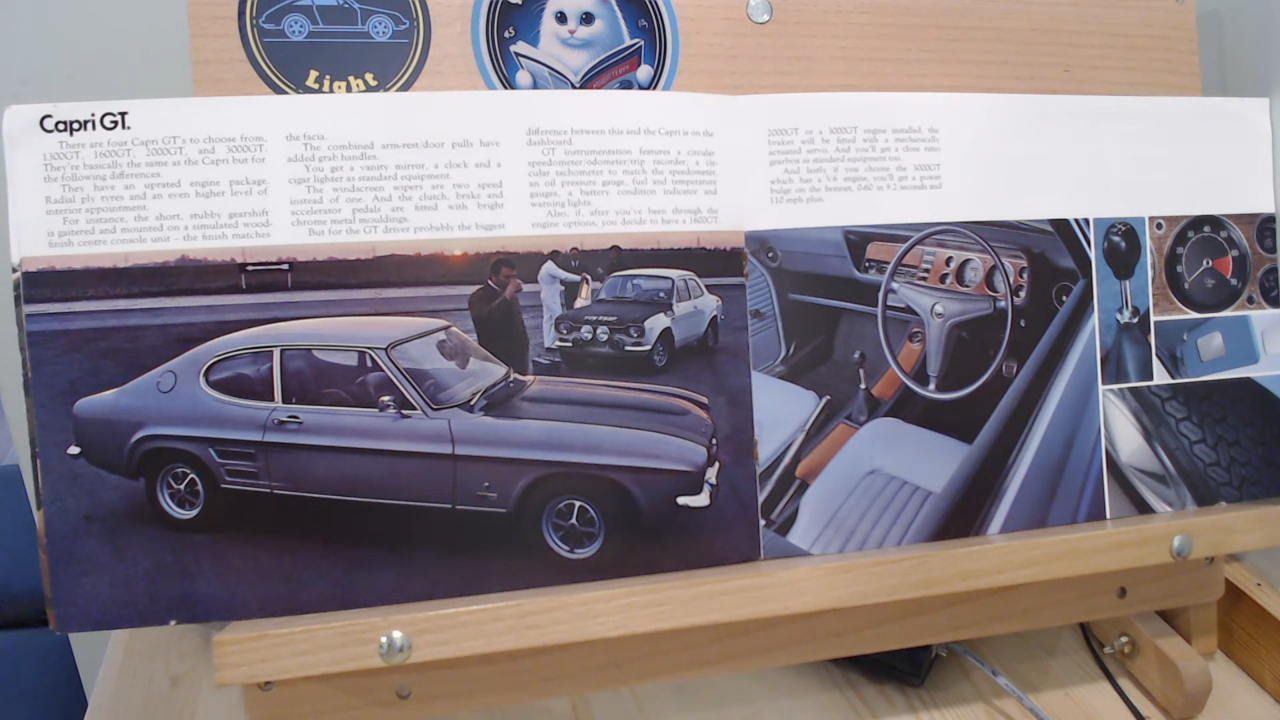 Light
45
15
Capri GT.
There are four Capri GT's to choose from,
1300GT, 1600GT, 2000GT, and 3000GT.
They're basically the same as the Capri but for
the following differences.
They have an uprated engine package,
Radial ply tyres and an even higher level of
interior appointment.
For instance, the short, stubby gearshift
is gaitered and mounted on a simulated wood-
finish centre console unit – the finish matches
the facia.
The combined arm-rest/door pulls have
added grab handles.
You get a vanity mirror, a clock and a
cigar lighter as standard equipment.
The windscreen wipers are two speed
instead of one. And the clutch, brake and
accelerator pedals are fitted with bright
chrome metal mouldings.
But for the GT driver probably the biggest
difference between this and the Capri is on the
dashboard.
GT instrumentation features a circular
speedometer/odometer/trip recorder, a cir-
cular tachometer to match the speedometer,
an oil pressure gauge, fuel and temperature
gauges, a battery condition indicator and
warning lights.
Also, if, after you've been through the
engine options, you decide to have a 1600GT,
2000GT or a 3000GT engine installed, the
brakes will be fitted with a mechanically
actuated servo. And you'll get a close ratio
gearbox as standard equipment too.
And lastly if you choose the 3000GT
which has a V6 engine, you'll get a power
bulge on the bonnet, 0-60 in 9.2 seconds and
110 mph plus.